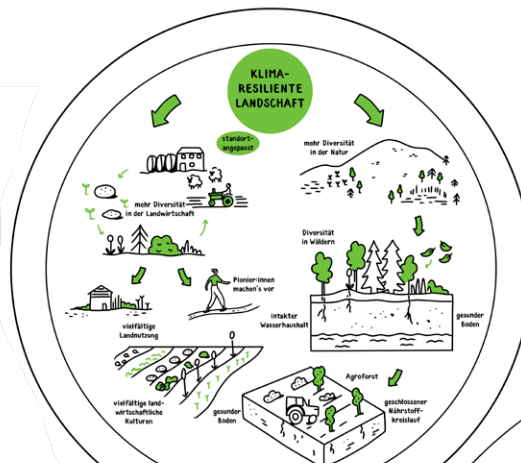 KLIMA-
RESILIENTE
LANDSCHAFT
standort-
angepasst
mehr Diversität
in der Landwirtschaft
mehr Diversität
in der Natur
Diversität
in Wäldern
Pionier:innen
machen's vor
vielfältige
Landnutzung
intakter
Wasserhaushalt
gesunder
Boden
vielfältige land-
wirtschaftliche
Kulturen
gesunder
Boden
Agroforst
geschlossener
Nährstoff-
kreislauf